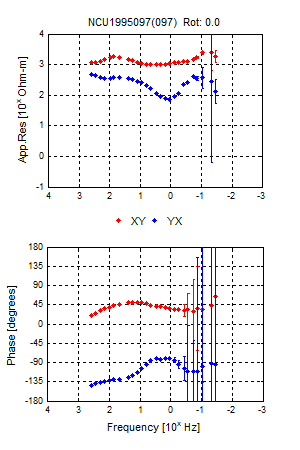 NCU1995097(097) Rot: 0.0
App.Res [10^x Ohm-m]
4
3
2
1
0
-1
4 3 2 1 0 -1 -2 -3
XY YX
Phase [degrees]
180
135
90
45
0
-45
-90
-135
-180
4 3 2 1 0 -1 -2 -3
Frequency [10^x Hz]